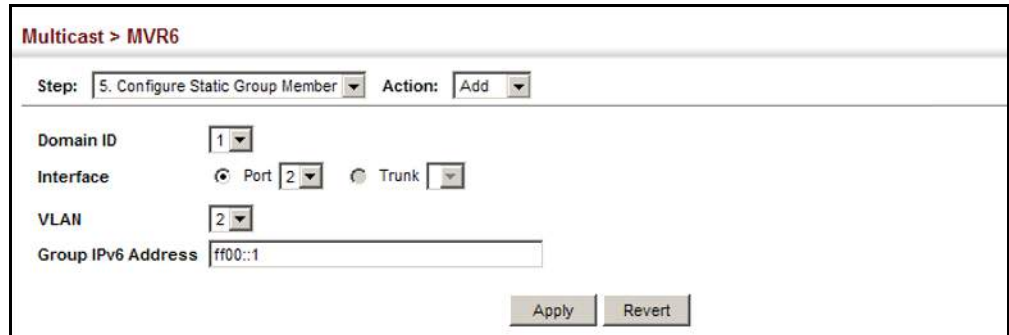 Multicast > MVR6
Step: 5. Configure Static Group Member Action: Add
Domain ID 1
Interface Port 2 Trunk
VLAN 2
Group IPv6 Address ff00::1
Apply Revert